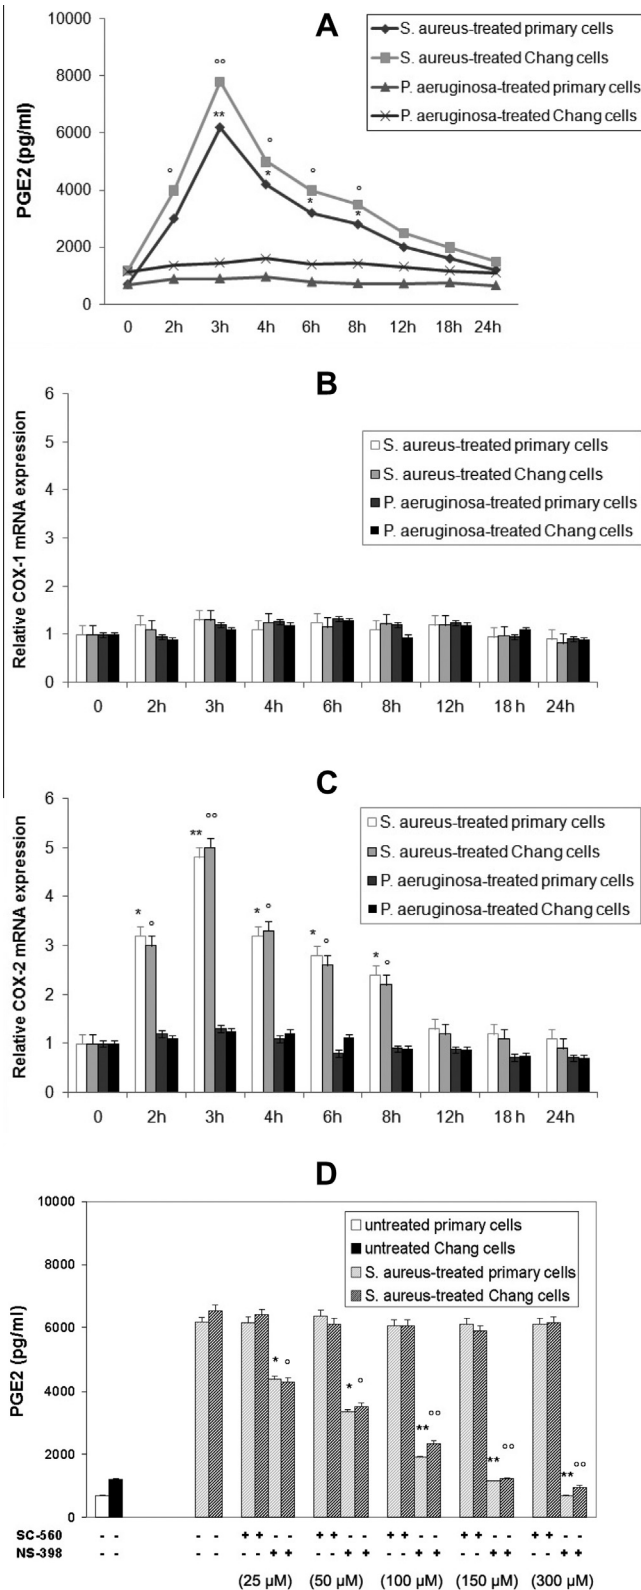 A
S. aureus-treated primary cells
S. aureus-treated Chang cells
P. aeruginosa-treated primary cells
P. aeruginosa-treated Chang cells
PGE2 (pg/ml)
10000
8000
6000
4000
2000
0
°°
**
° ° ° °
* * *
0 2h 3h 4h 6h 8h 12h 18h 24h
B
S. aureus-treated primary cells
S. aureus-treated Chang cells
P. aeruginosa-treated primary cells
P. aeruginosa-treated Chang cells
Relative COX-1 mRNA expression
6
5
4
3
2
1
0
0 2h 3h 4h 6h 8h 12h 18 h 24h
C
S. aureus-treated primary cells
S. aureus-treated Chang cells
P. aeruginosa-treated primary cells
P. aeruginosa-treated Chang cells
Relative COX-2 mRNA expression
6
5
4
3
2
1
0
* ° ** °° * ° * ° * °
0 2h 3h 4h 6h 8h 12h 18 h 24h
D
untreated primary cells
untreated Chang cells
S. aureus-treated primary cells
S. aureus-treated Chang cells
PGE2 (pg/ml)
10000
8000
6000
4000
2000
0
* ° * ° ** °° ** °° ** °°
SC-560 - - - - + + - - + + - - + + - - + + - - + + - -
NS-398 - - - - - - + + - - + + - - + + - - + + - - + +
(25 µM) (50 µM) (100 µM) (150 µM) (300 µM)